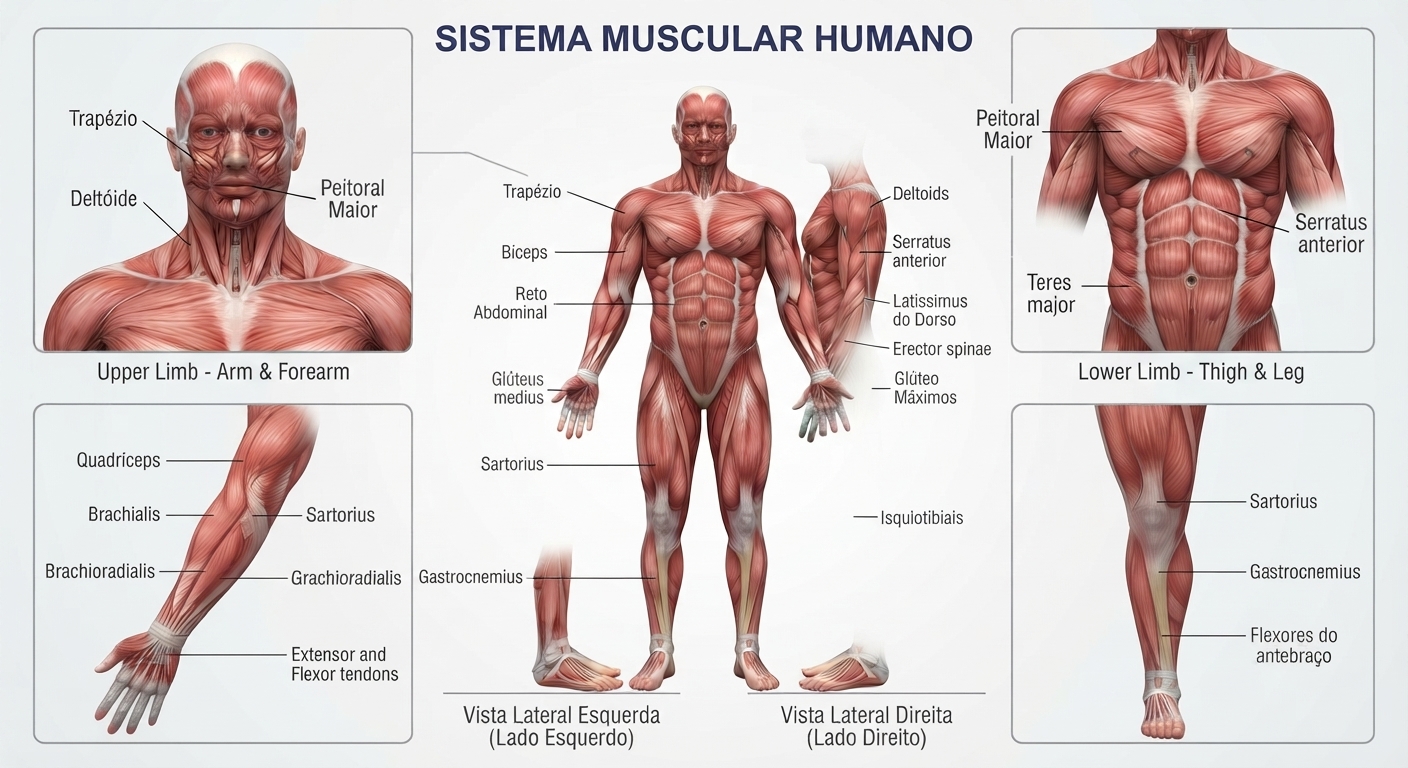 SISTEMA MUSCULAR HUMANO
Trapézio
Deltóide
Peitoral
Maior
Upper Limb - Arm & Forearm
Quadríceps
Brachialis
Sartorius
Brachioradialis
Grachioradialis
Extensor and
Flexor tendons
Trapézio
Biceps
Reto
Abdominal
Glúteus
medius
Sartorius
Gastrocnemius
Deltoids
Serratus
anterior
Latissirnus
do Dorso
Erector spinae
Glúteo
Máximos
Isquiotibiais
Vista Lateral Esquerda
(Lado Esquerdo)
Vista Lateral Direita
(Lado Direito)
Peitoral
Maior
Serratus
anterior
Teres
major
Lower Limb - Thigh & Leg
Sartorius
Gastrocnemius
Flexores do
antebraço